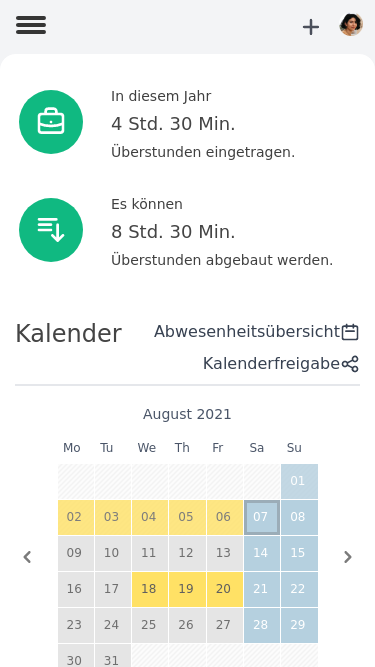 In diesem Jahr
4 Std. 30 Min.
Überstunden eingetragen.
Es können
8 Std. 30 Min.
Überstunden abgebaut werden.
Kalender
Abwesenheitsübersicht
Kalenderfreigabe
August 2021
Mo Tu We Th Fr Sa Su
01
02 03 04 05 06 07 08
09 10 11 12 13 14 15
16 17 18 19 20 21 22
23 24 25 26 27 28 29
30 31